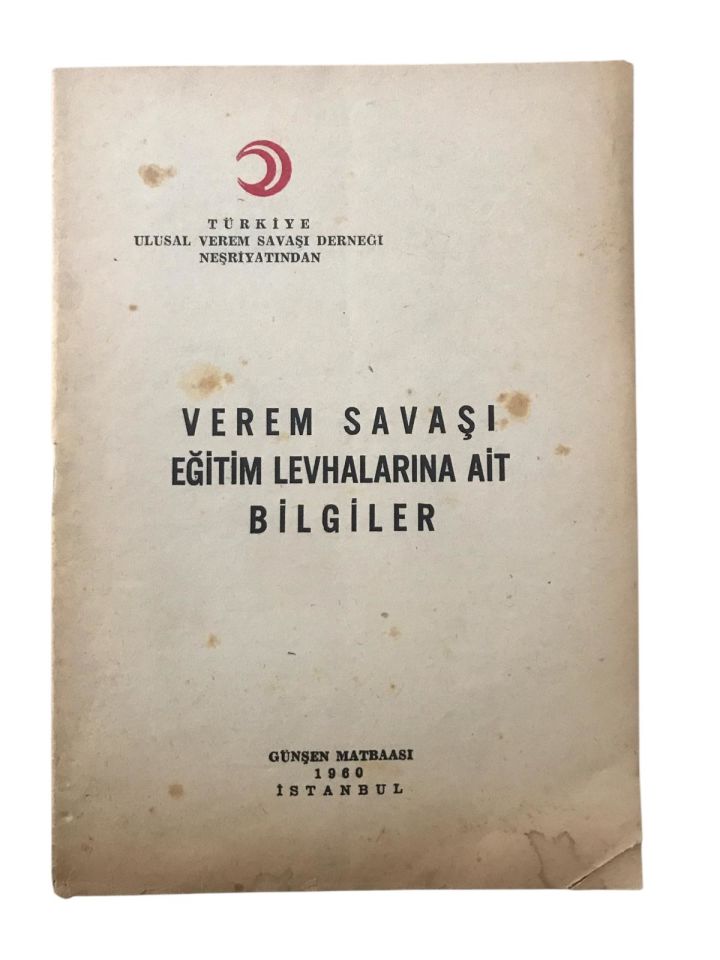 TÜRKİYE
ULUSAL VEREM SAVAŞI DERNEĞİ
NEŞRİYATINDAN
VEREM SAVAŞI
EĞİTİM LEVHALARINA AİT
BİLGİLER
GÜNŞEN MATBAASI
1960
İSTANBUL